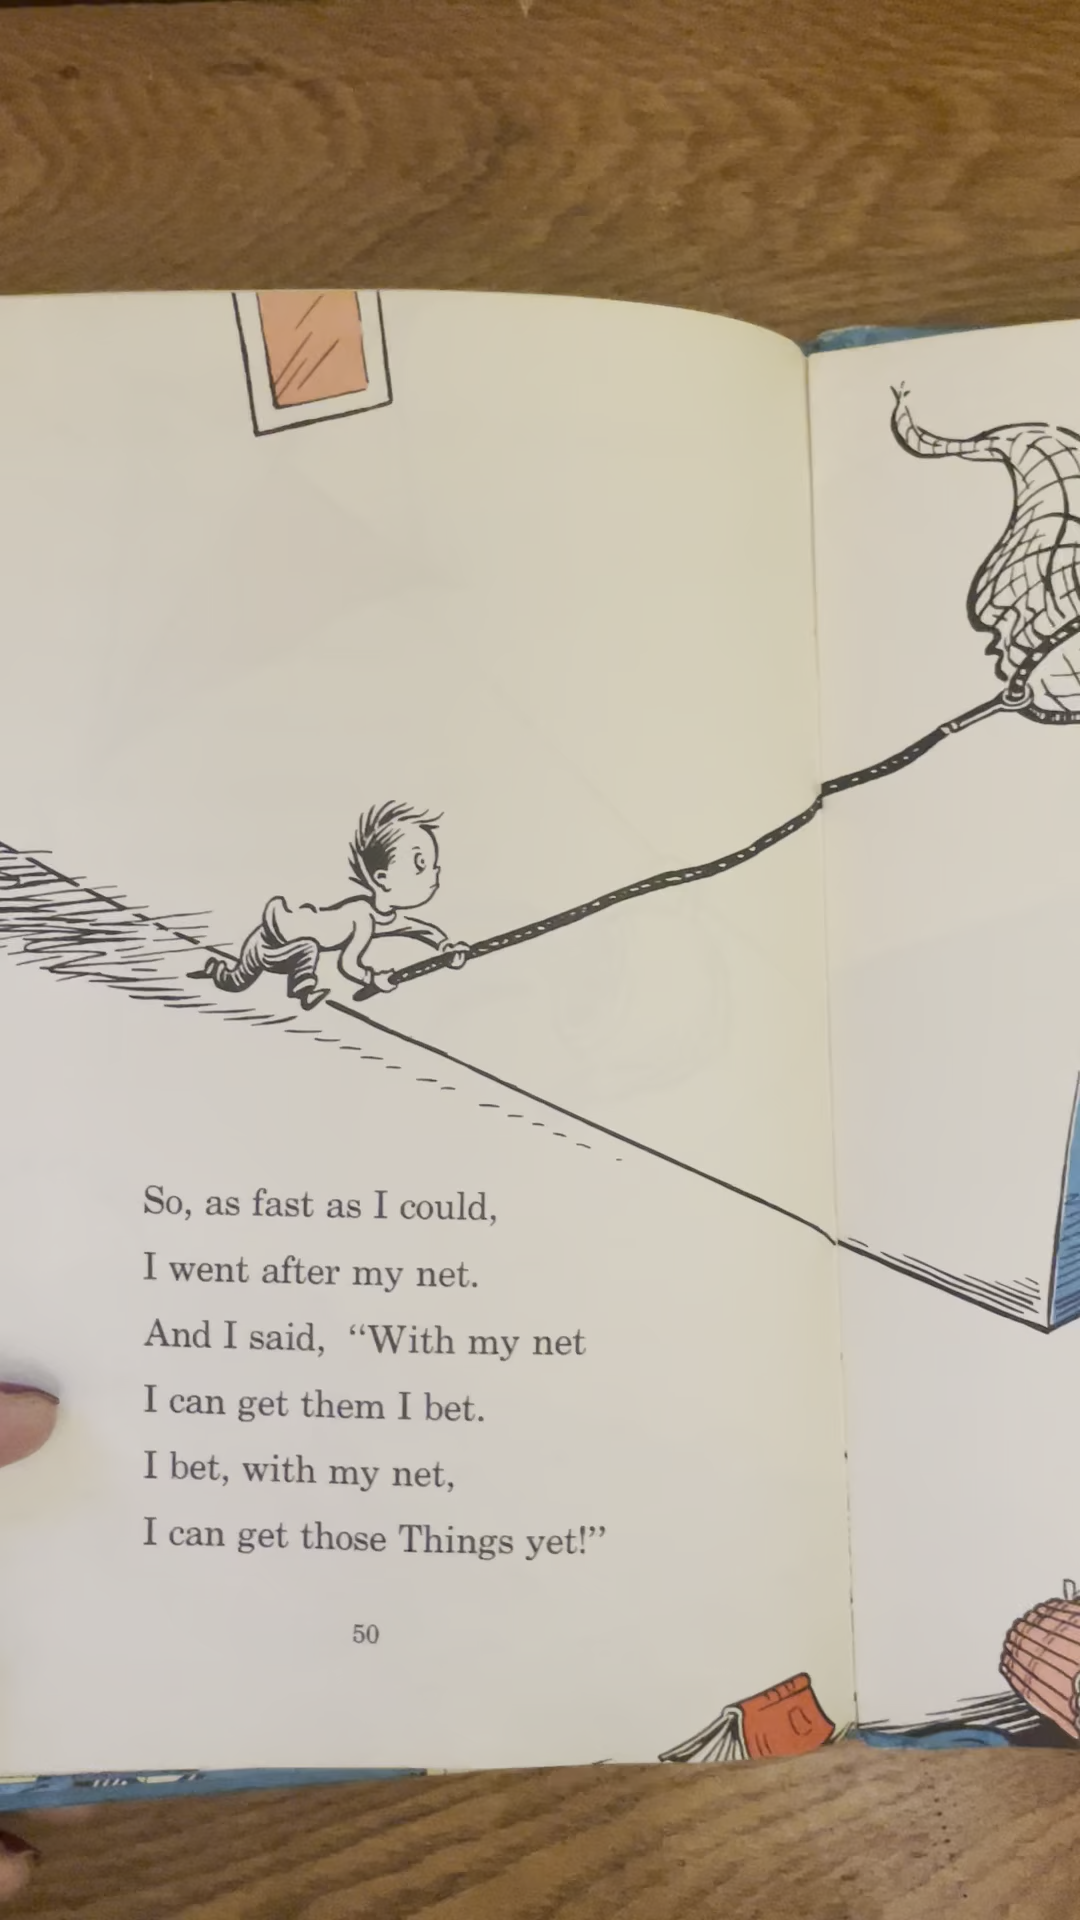 So, as fast as I could,
I went after my net.
And I said, “With my net
I can get them I bet.
I bet, with my net,
I can get those Things yet!”
50